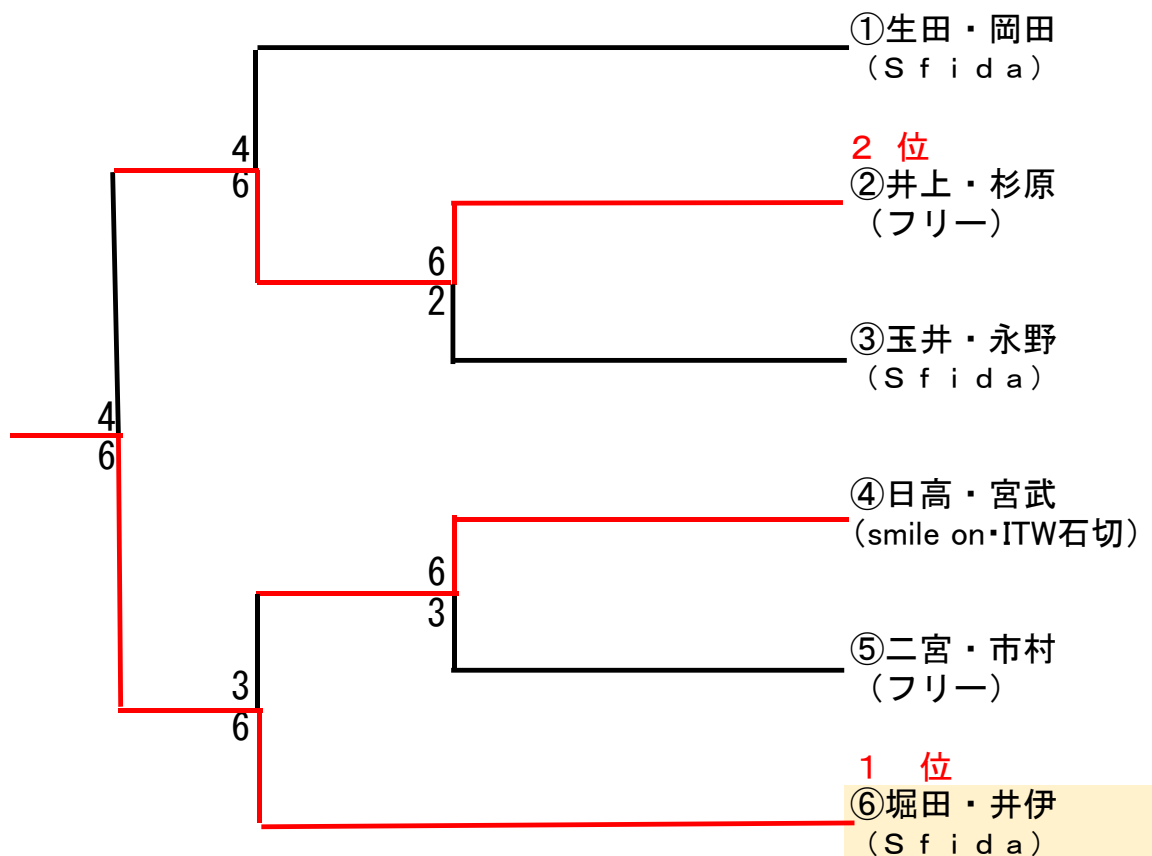 ①生田・岡田
（Ｓｆｉｄａ）
4
6
２ 位
②井上・杉原
（フリー）
6
2
③玉井・永野
（Ｓｆｉｄａ）
4
6
④日高・宮武
（smile on・ITW石切）
6
3
⑤二宮・市村
（フリー）
3
6
１ 位
⑥堀田・井伊
（Ｓｆｉｄａ）